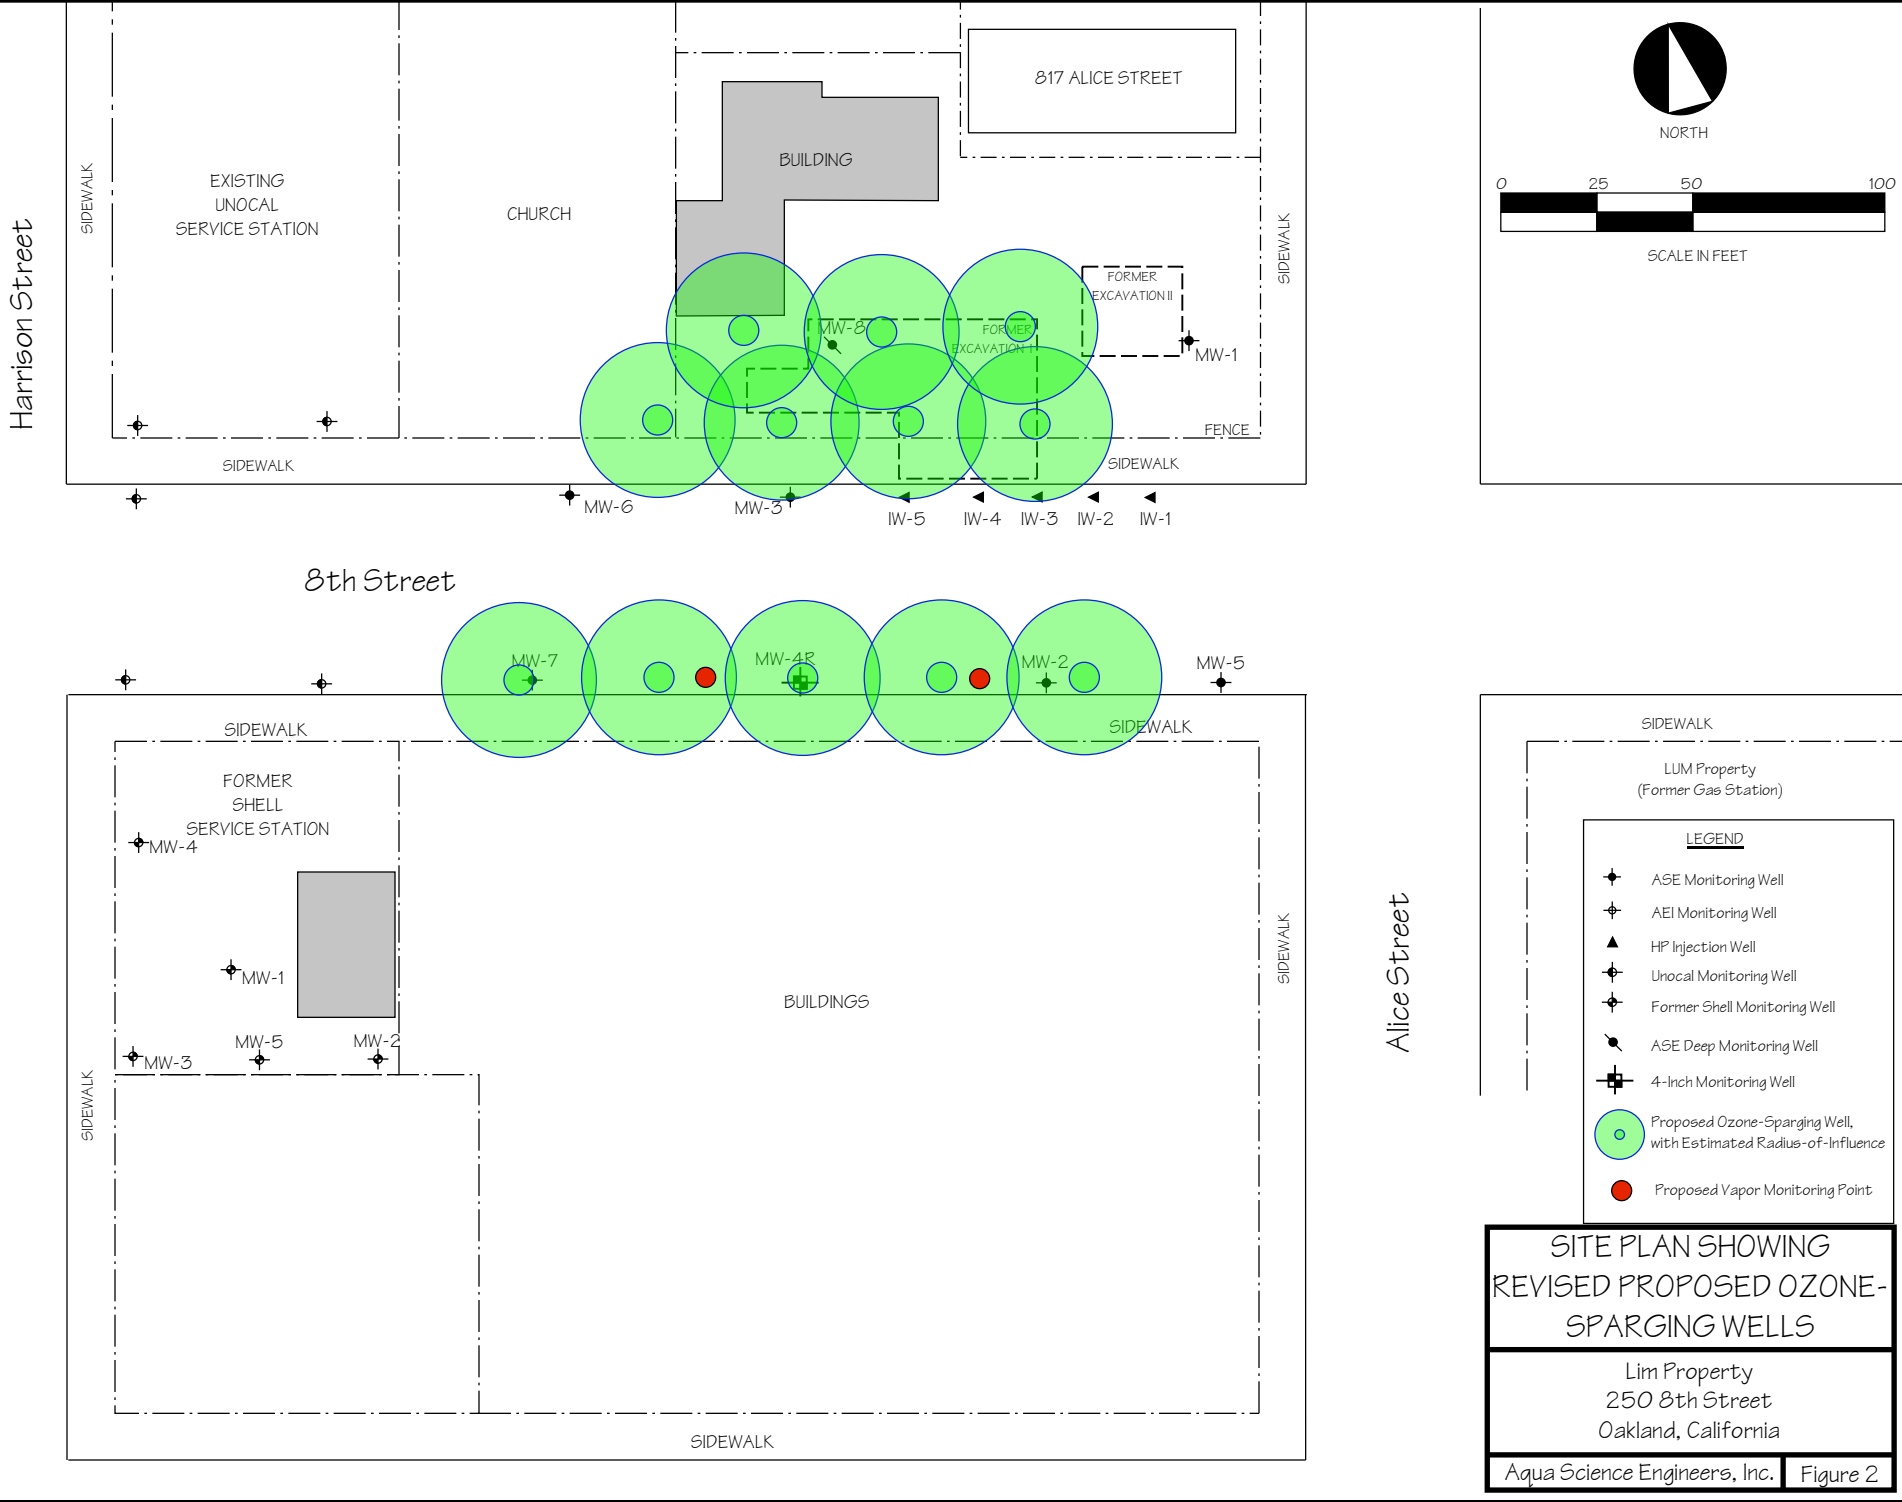 817 ALICE STREET
NORTH
0 25 50 100
SCALE IN FEET
Harrison Street
SIDEWALK
EXISTING
UNOCAL
SERVICE STATION
CHURCH
BUILDING
SIDEWALK
FORMER
EXCAVATION II
MW-1
MW-8
FORMER
EXCAVATION I
FENCE
SIDEWALK
SIDEWALK
MW-6
MW-3
IW-5
IW-4
IW-3
IW-2
IW-1
8th Street
MW-7
MW-4R
MW-2
MW-5
SIDEWALK
SIDEWALK
SIDEWALK
FORMER
SHELL
SERVICE STATION
MW-4
MW-1
MW-5
MW-2
MW-3
SIDEWALK
BUILDINGS
SIDEWALK
Alice Street
SIDEWALK
LUM Property
(Former Gas Station)
LEGEND
ASE Monitoring Well
AEI Monitoring Well
HP Injection Well
Unocal Monitoring Well
Former Shell Monitoring Well
ASE Deep Monitoring Well
4-Inch Monitoring Well
Proposed Ozone-Sparging Well,
with Estimated Radius-of-Influence
Proposed Vapor Monitoring Point
SITE PLAN SHOWING
REVISED PROPOSED OZONE-
SPARGING WELLS
Lim Property
250 8th Street
Oakland, California
Aqua Science Engineers, Inc.
Figure 2